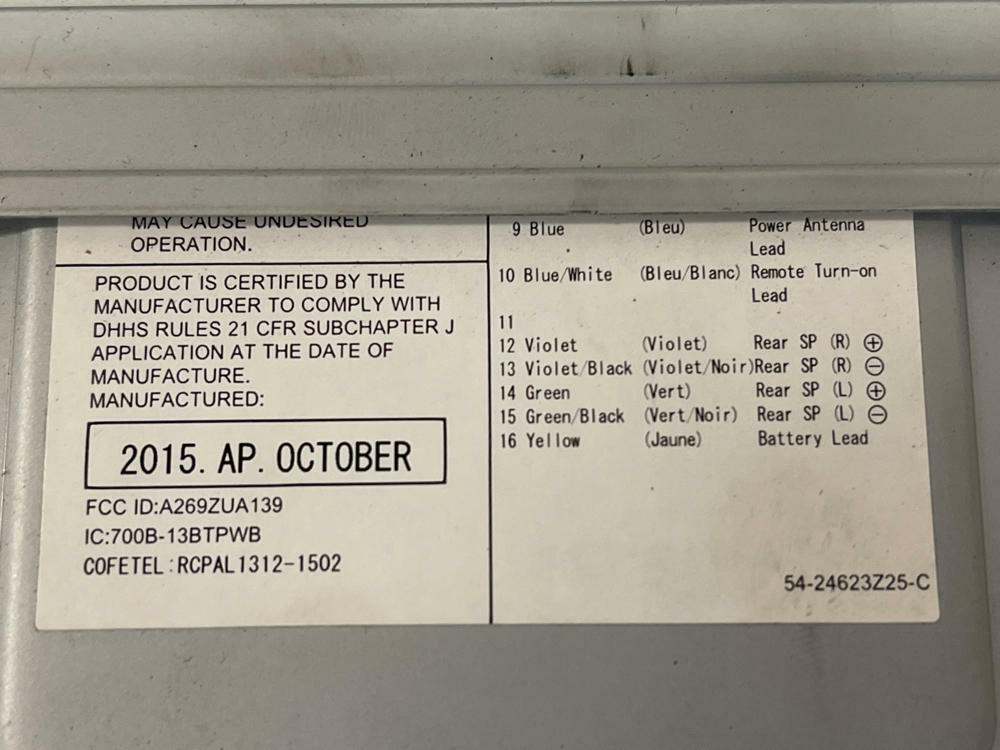 MAY CAUSE UNDESIRED
OPERATION.
PRODUCT IS CERTIFIED BY THE
MANUFACTURER TO COMPLY WITH
DHHS RULES 21 CFR SUBCHAPTER J
APPLICATION AT THE DATE OF
MANUFACTURE.
MANUFACTURED:
2015. AP. OCTOBER
FCC ID:A269ZUA139
IC:700B-13BTPWB
COFETEL:RCPAL1312-1502
9 Blue (Bleu) Power Antenna
Lead
10 Blue/White (Bleu/Blanc) Remote Turn-on
Lead
11
12 Violet (Violet) Rear SP (R) ⊕
13 Violet/Black (Violet/Noir) Rear SP (R) ⊖
14 Green (Vert) Rear SP (L) ⊕
15 Green/Black (Vert/Noir) Rear SP (L) ⊖
16 Yellow (Jaune) Battery Lead
54-24623Z25-C